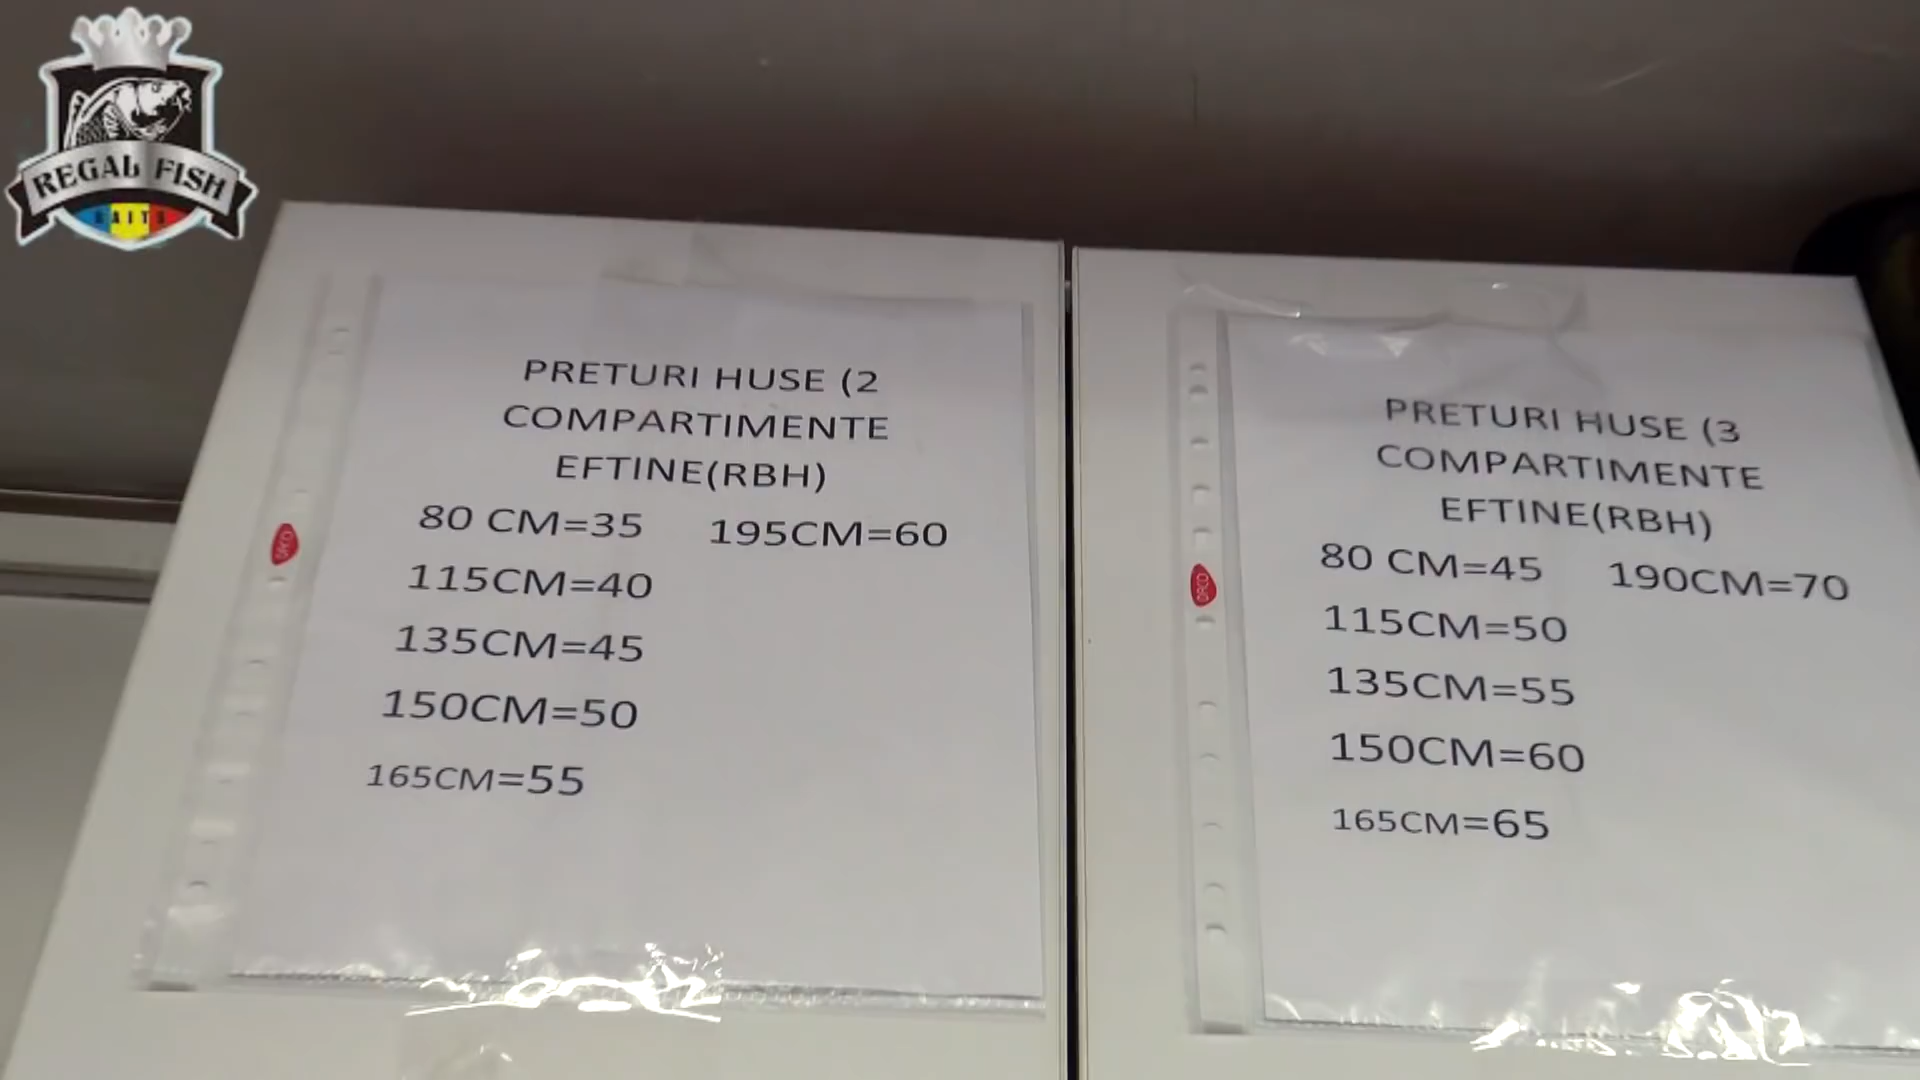 REGAL FISH
BAITS
PRETURI HUSE (2
COMPARTIMENTE
EFTINE(RBH)
80 CM=35 195CM=60
115CM=40
135CM=45
150CM=50
165CM=55
PRETURI HUSE (3
COMPARTIMENTE
EFTINE(RBH)
80 CM=45 190CM=70
115CM=50
135CM=55
150CM=60
165CM=65